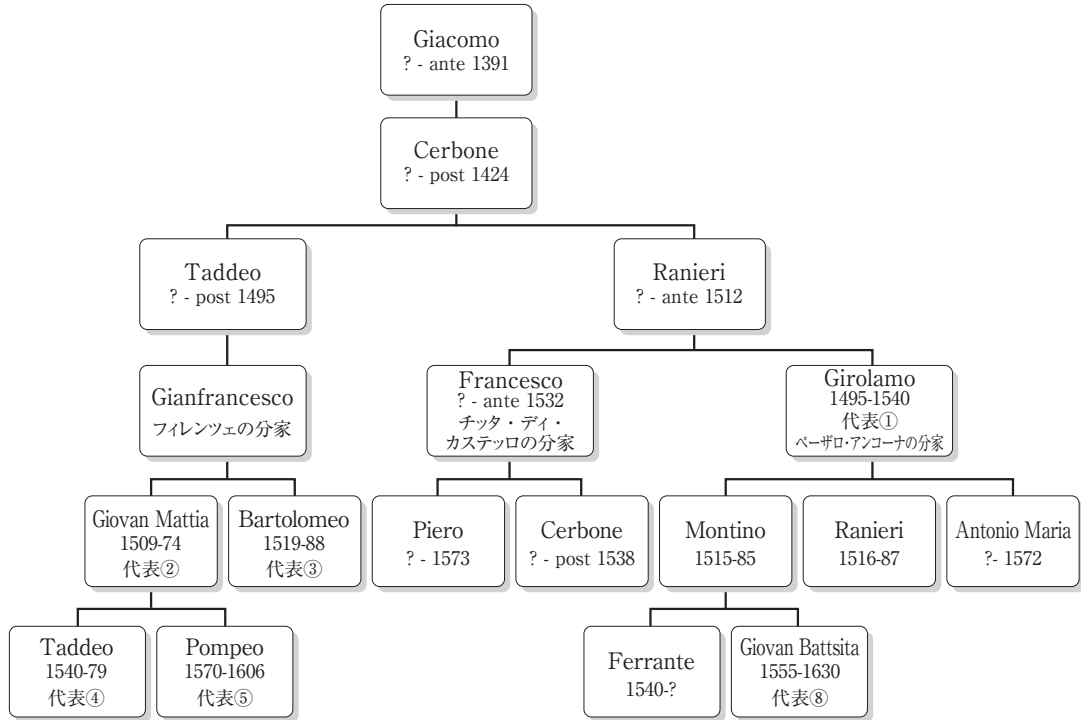 Giacomo
? - ante 1391
Cerbone
? - post 1424
Taddeo
? - post 1495
Ranieri
? - ante 1512
Gianfrancesco
フィレンツェの分家
Francesco
? - ante 1532
チッタ・ディ・
カステッロの分家
Girolamo
1495-1540
代表①
ペーザロ・アンコーナの分家
Giovan Mattia
1509-74
代表②
Bartolomeo
1519-88
代表③
Piero
? - 1573
Cerbone
? - post 1538
Montino
1515-85
Ranieri
1516-87
Antonio Maria
?- 1572
Taddeo
1540-79
代表④
Pompeo
1570-1606
代表⑤
Ferrante
1540-?
Giovan Battsita
1555-1630
代表⑧